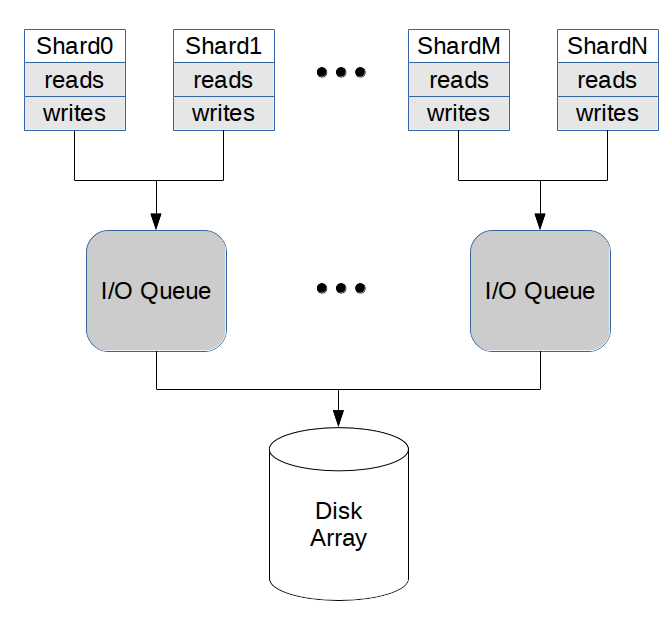 Shard0
Shard1
ShardM
ShardN
reads
reads
reads
reads
writes
writes
writes
writes
I/O Queue
I/O Queue
Disk
Array